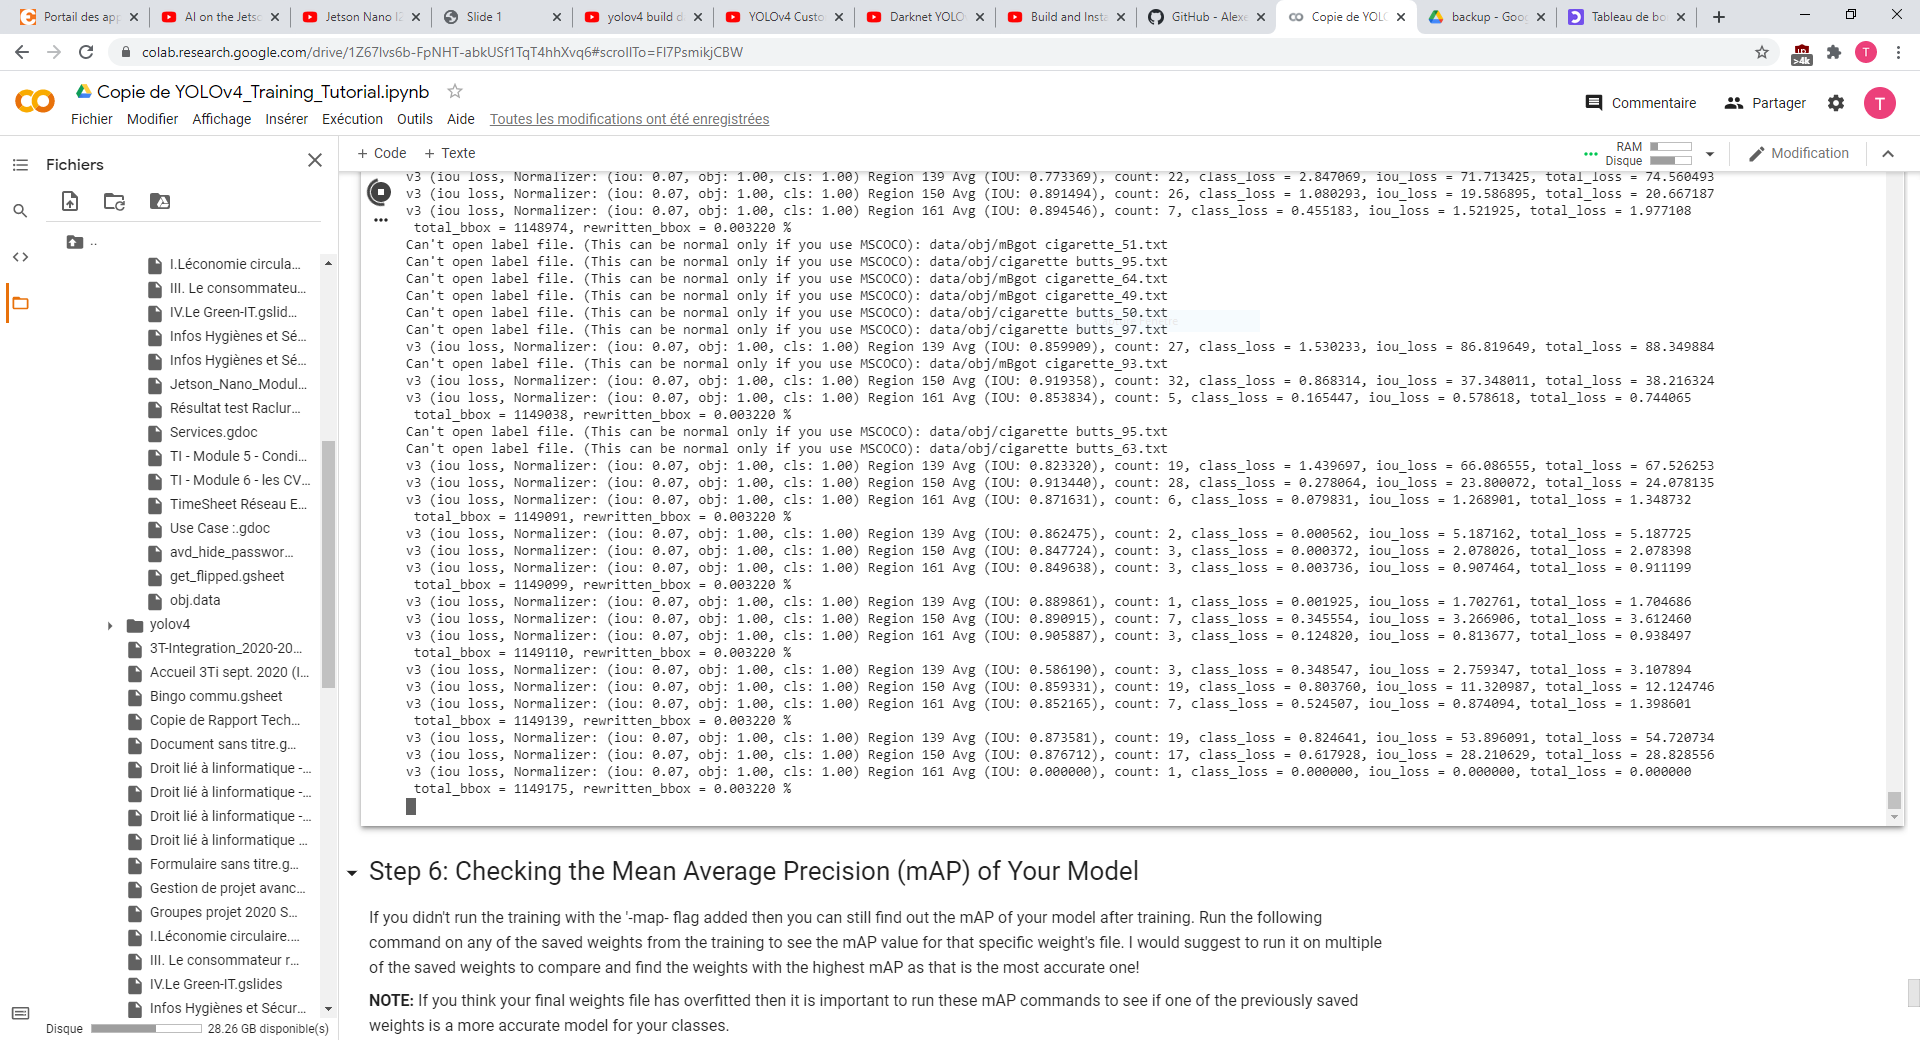 Portail des app
AI on the Jetso
Jetson Nano I2
Slide 1
yolov4 build d
YOLOv4 Custo
Darknet YOLO
Build and Insta
GitHub - Alexe
Copie de YOLO
backup - Goog
Tableau de bo
colab.research.google.com/drive/1Z67lvs6b-FpNHT-abkUSf1TqT4hhXvq6#scrollTo=Fl7PsmikjCBW
>4k
T
Copie de YOLOv4_Training_Tutorial.ipynb
Fichier Modifier Affichage Insérer Exécution Outils Aide Toutes les modifications ont été enregistrées
Commentaire
Partager
T
Fichiers
+ Code + Texte
RAM
Disque
Modification
..
I.Léconomie circula...
III. Le consommateu...
IV.Le Green-IT.gslid...
Infos Hygiènes et Sé...
Infos Hygiènes et Sé...
Jetson_Nano_Modul...
Résultat test Raclur...
Services.gdoc
TI - Module 5 - Condi...
TI - Module 6 - les CV...
TimeSheet Réseau E...
Use Case :.gdoc
avd_hide_passwor...
get_flipped.gsheet
obj.data
yolov4
3T-Integration_2020-20...
Accueil 3Ti sept. 2020 (I...
Bingo commu.gsheet
Copie de Rapport Tech...
Document sans titre.g...
Droit lié à linformatique -...
Droit lié à linformatique -...
Droit lié à linformatique -...
Droit lié à linformatique ...
Formulaire sans titre.g...
Gestion de projet avanc...
Groupes projet 2020 S...
I.Léconomie circulaire....
III. Le consommateur r...
IV.Le Green-IT.gslides
Infos Hygiènes et Sécur...
Disque 28.26 GB disponible(s)
v3 (iou loss, Normalizer: (iou: 0.07, obj: 1.00, cls: 1.00) Region 139 Avg (IOU: 0.773369), count: 22, class_loss = 2.847069, iou_loss = 71.713425, total_loss = 74.560493
v3 (iou loss, Normalizer: (iou: 0.07, obj: 1.00, cls: 1.00) Region 150 Avg (IOU: 0.891494), count: 26, class_loss = 1.080293, iou_loss = 19.586895, total_loss = 20.667187
v3 (iou loss, Normalizer: (iou: 0.07, obj: 1.00, cls: 1.00) Region 161 Avg (IOU: 0.894546), count: 7, class_loss = 0.455183, iou_loss = 1.521925, total_loss = 1.977108
total_bbox = 1148974, rewritten_bbox = 0.003220 %
Can't open label file. (This can be normal only if you use MSCOCO): data/obj/mBgot cigarette_51.txt
Can't open label file. (This can be normal only if you use MSCOCO): data/obj/cigarette butts_95.txt
Can't open label file. (This can be normal only if you use MSCOCO): data/obj/mBgot cigarette_64.txt
Can't open label file. (This can be normal only if you use MSCOCO): data/obj/mBgot cigarette_49.txt
Can't open label file. (This can be normal only if you use MSCOCO): data/obj/cigarette butts_50.txt
Can't open label file. (This can be normal only if you use MSCOCO): data/obj/cigarette butts_97.txt
v3 (iou loss, Normalizer: (iou: 0.07, obj: 1.00, cls: 1.00) Region 139 Avg (IOU: 0.859909), count: 27, class_loss = 1.530233, iou_loss = 86.819649, total_loss = 88.349884
Can't open label file. (This can be normal only if you use MSCOCO): data/obj/mBgot cigarette_93.txt
v3 (iou loss, Normalizer: (iou: 0.07, obj: 1.00, cls: 1.00) Region 150 Avg (IOU: 0.919358), count: 32, class_loss = 0.868314, iou_loss = 37.348011, total_loss = 38.216324
v3 (iou loss, Normalizer: (iou: 0.07, obj: 1.00, cls: 1.00) Region 161 Avg (IOU: 0.853834), count: 5, class_loss = 0.165447, iou_loss = 0.578618, total_loss = 0.744065
total_bbox = 1149038, rewritten_bbox = 0.003220 %
Can't open label file. (This can be normal only if you use MSCOCO): data/obj/cigarette butts_95.txt
Can't open label file. (This can be normal only if you use MSCOCO): data/obj/cigarette butts_63.txt
v3 (iou loss, Normalizer: (iou: 0.07, obj: 1.00, cls: 1.00) Region 139 Avg (IOU: 0.823320), count: 19, class_loss = 1.439697, iou_loss = 66.086555, total_loss = 67.526253
v3 (iou loss, Normalizer: (iou: 0.07, obj: 1.00, cls: 1.00) Region 150 Avg (IOU: 0.913440), count: 28, class_loss = 0.278064, iou_loss = 23.800072, total_loss = 24.078135
v3 (iou loss, Normalizer: (iou: 0.07, obj: 1.00, cls: 1.00) Region 161 Avg (IOU: 0.871631), count: 6, class_loss = 0.079831, iou_loss = 1.268901, total_loss = 1.348732
total_bbox = 1149091, rewritten_bbox = 0.003220 %
v3 (iou loss, Normalizer: (iou: 0.07, obj: 1.00, cls: 1.00) Region 139 Avg (IOU: 0.862475), count: 2, class_loss = 0.000562, iou_loss = 5.187162, total_loss = 5.187725
v3 (iou loss, Normalizer: (iou: 0.07, obj: 1.00, cls: 1.00) Region 150 Avg (IOU: 0.847724), count: 3, class_loss = 0.000372, iou_loss = 2.078026, total_loss = 2.078398
v3 (iou loss, Normalizer: (iou: 0.07, obj: 1.00, cls: 1.00) Region 161 Avg (IOU: 0.849638), count: 3, class_loss = 0.003736, iou_loss = 0.907464, total_loss = 0.911199
total_bbox = 1149099, rewritten_bbox = 0.003220 %
v3 (iou loss, Normalizer: (iou: 0.07, obj: 1.00, cls: 1.00) Region 139 Avg (IOU: 0.889861), count: 1, class_loss = 0.001925, iou_loss = 1.702761, total_loss = 1.704686
v3 (iou loss, Normalizer: (iou: 0.07, obj: 1.00, cls: 1.00) Region 150 Avg (IOU: 0.890915), count: 7, class_loss = 0.345554, iou_loss = 3.266906, total_loss = 3.612460
v3 (iou loss, Normalizer: (iou: 0.07, obj: 1.00, cls: 1.00) Region 161 Avg (IOU: 0.905887), count: 3, class_loss = 0.124820, iou_loss = 0.813677, total_loss = 0.938497
total_bbox = 1149110, rewritten_bbox = 0.003220 %
v3 (iou loss, Normalizer: (iou: 0.07, obj: 1.00, cls: 1.00) Region 139 Avg (IOU: 0.586190), count: 3, class_loss = 0.348547, iou_loss = 2.759347, total_loss = 3.107894
v3 (iou loss, Normalizer: (iou: 0.07, obj: 1.00, cls: 1.00) Region 150 Avg (IOU: 0.859331), count: 19, class_loss = 0.803760, iou_loss = 11.320987, total_loss = 12.124746
v3 (iou loss, Normalizer: (iou: 0.07, obj: 1.00, cls: 1.00) Region 161 Avg (IOU: 0.852165), count: 7, class_loss = 0.524507, iou_loss = 0.874094, total_loss = 1.398601
total_bbox = 1149139, rewritten_bbox = 0.003220 %
v3 (iou loss, Normalizer: (iou: 0.07, obj: 1.00, cls: 1.00) Region 139 Avg (IOU: 0.873581), count: 19, class_loss = 0.824641, iou_loss = 53.896091, total_loss = 54.720734
v3 (iou loss, Normalizer: (iou: 0.07, obj: 1.00, cls: 1.00) Region 150 Avg (IOU: 0.876712), count: 17, class_loss = 0.617928, iou_loss = 28.210629, total_loss = 28.828556
v3 (iou loss, Normalizer: (iou: 0.07, obj: 1.00, cls: 1.00) Region 161 Avg (IOU: 0.000000), count: 1, class_loss = 0.000000, iou_loss = 0.000000, total_loss = 0.000000
total_bbox = 1149175, rewritten_bbox = 0.003220 %
Step 6: Checking the Mean Average Precision (mAP) of Your Model
If you didn't run the training with the '-map- flag added then you can still find out the mAP of your model after training. Run the following
command on any of the saved weights from the training to see the mAP value for that specific weight's file. I would suggest to run it on multiple
of the saved weights to compare and find the weights with the highest mAP as that is the most accurate one!
NOTE: If you think your final weights file has overfitted then it is important to run these mAP commands to see if one of the previously saved
weights is a more accurate model for your classes.